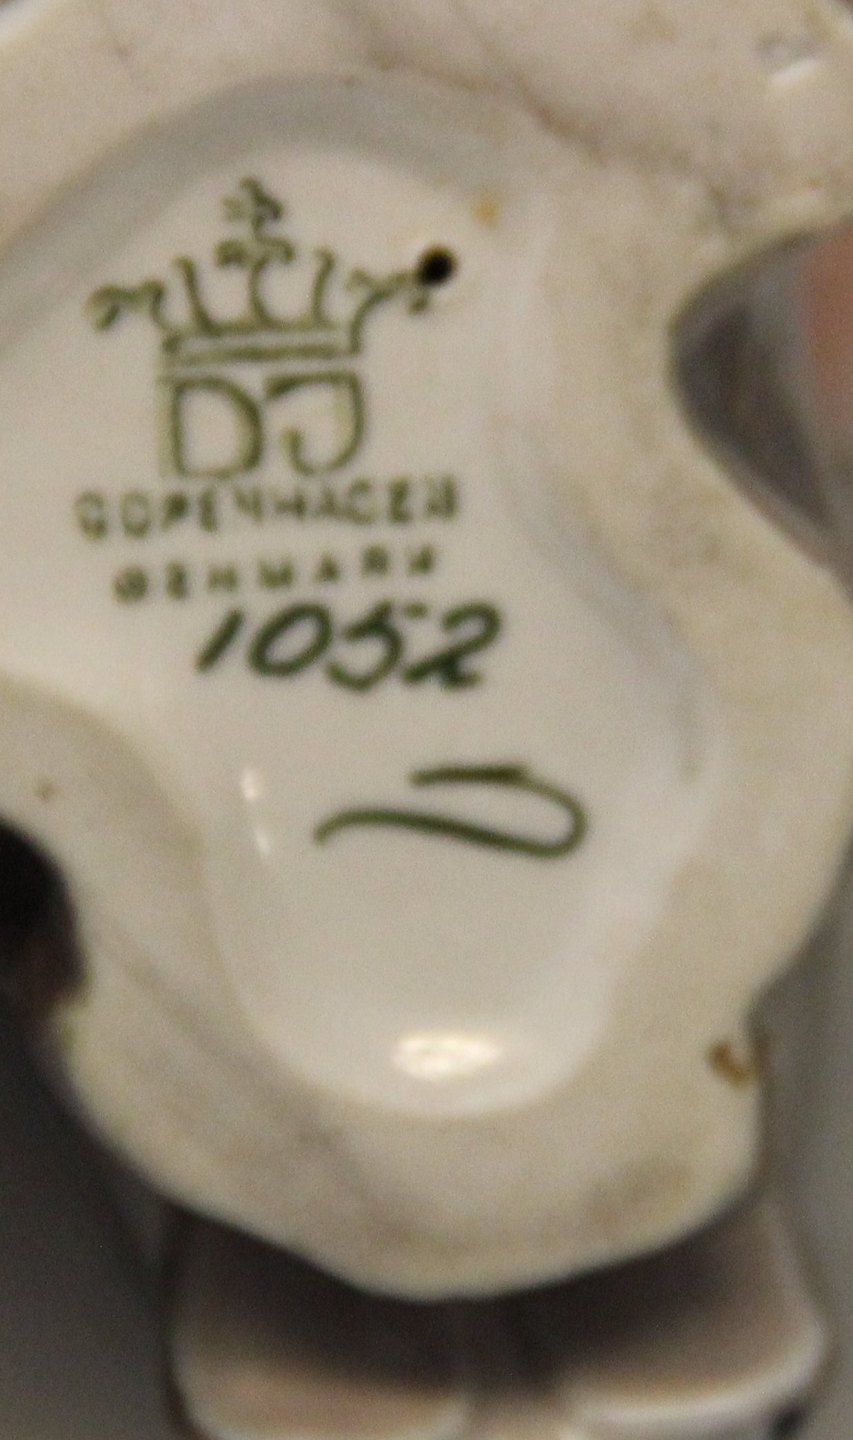 DJ
COPENHAGEN
DENMARK
1052